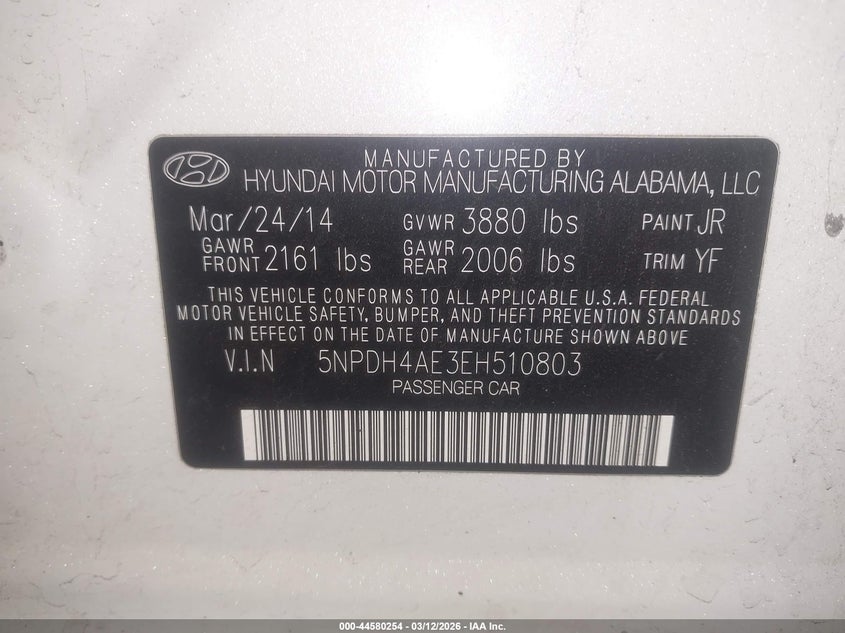 MANUFACTURED BY
HYUNDAI MOTOR MANUFACTURING ALABAMA, LLC
Mar/24/14 GVWR 3880 lbs PAINT JR
GAWR FRONT 2161 lbs GAWR REAR 2006 lbs TRIM YF
THIS VEHICLE CONFORMS TO ALL APPLICABLE U.S.A. FEDERAL
MOTOR VEHICLE SAFETY, BUMPER, AND THEFT PREVENTION STANDARDS
IN EFFECT ON THE DATE OF MANUFACTURE SHOWN ABOVE
V.I.N 5NPDH4AE3EH510803
PASSENGER CAR
000-44580254 - 03/12/2026 - IAA Inc.